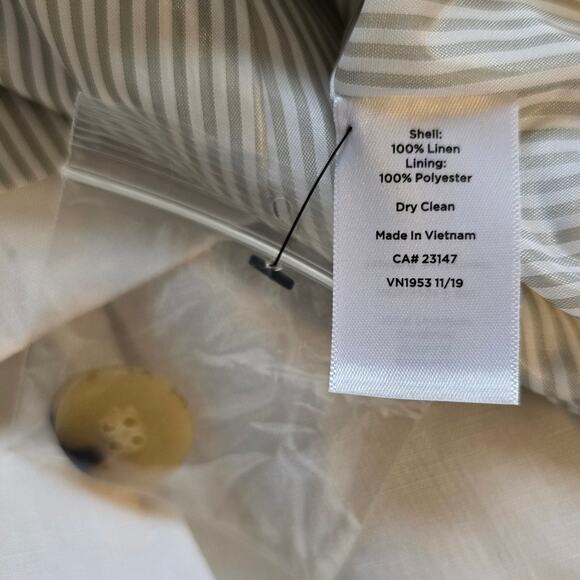 Shell:
100% Linen
Lining:
100% Polyester
Dry Clean
Made In Vietnam
CA# 23147
VN1953 11/19